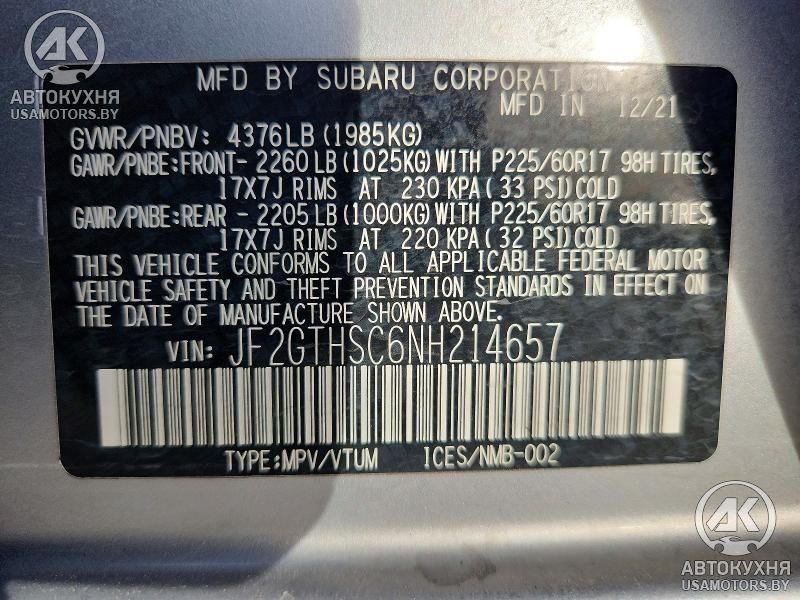 AK
АВТОКУХНЯ
USAMOTORS.BY
MFD BY SUBARU CORPORATION
MFD IN 12/21
GVWR/PNBV: 4376LB (1985KG)
GAWR/PNBE:FRONT- 2260 LB (1025KG) WITH P225/60R17 98H TIRES,
17X7J RIMS AT 230 KPA (33 PSI) COLD
GAWR/PNBE:REAR - 2205 LB (1000KG) WITH P225/60R17 98H TIRES,
17X7J RIMS AT 220 KPA (32 PSI) COLD
THIS VEHICLE CONFORMS TO ALL APPLICABLE FEDERAL MOTOR
VEHICLE SAFETY AND THEFT PREVENTION STANDARDS IN EFFECT ON
THE DATE OF MANUFACTURE SHOWN ABOVE.
VIN: JF2GTHSC6NH214657
TYPE:MPV/VTUM ICES/NMB-002
AK
АВТОКУХНЯ
USAMOTORS.BY